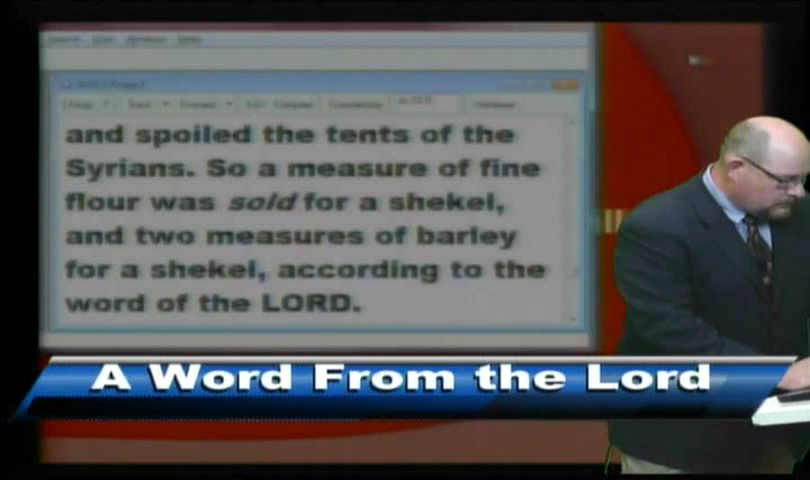 and spoiled the tents of the
Syrians. So a measure of fine
flour was sold for a shekel,
and two measures of barley
for a shekel, according to the
word of the LORD.
A Word From the Lord